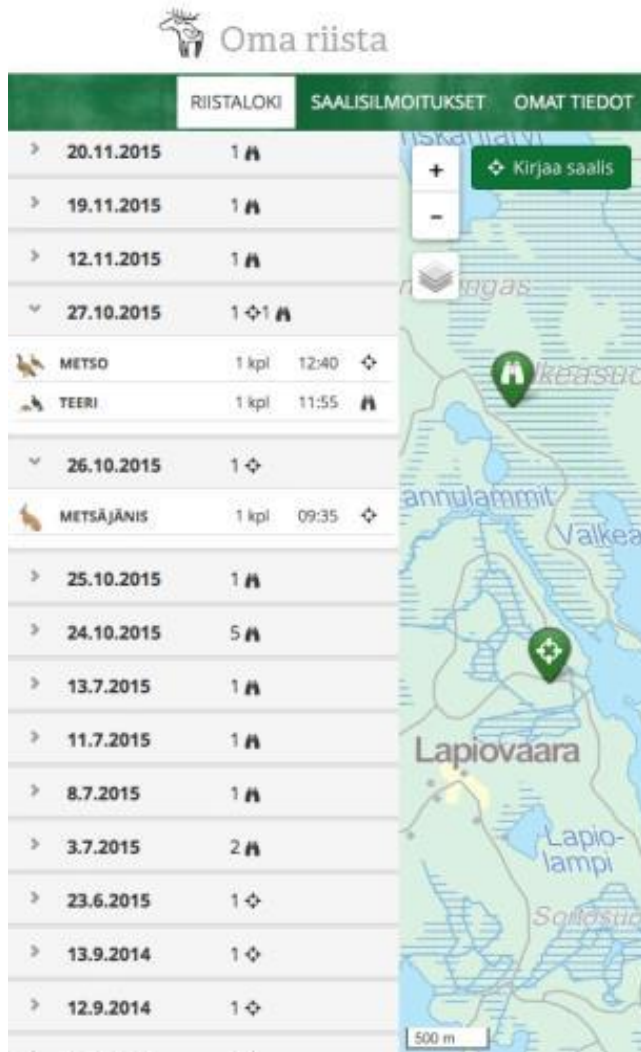 Oma riista
RIISTALOKI SAALISILMOITUKSET OMAT TIEDOT
20.11.2015 1
19.11.2015 1
12.11.2015 1
27.10.2015 1 1
METSO 1 kpl 12:40
TEERI 1 kpl 11:55
26.10.2015 1
METSÄJÄNIS 1 kpl 09:35
25.10.2015 1
24.10.2015 5
13.7.2015 1
11.7.2015 1
8.7.2015 1
3.7.2015 2
23.6.2015 1
13.9.2014 1
12.9.2014 1
+
Kirjaa saalis
-
annulammit
Välkea
Lapiovaara
Lapio-
lampi
500 m